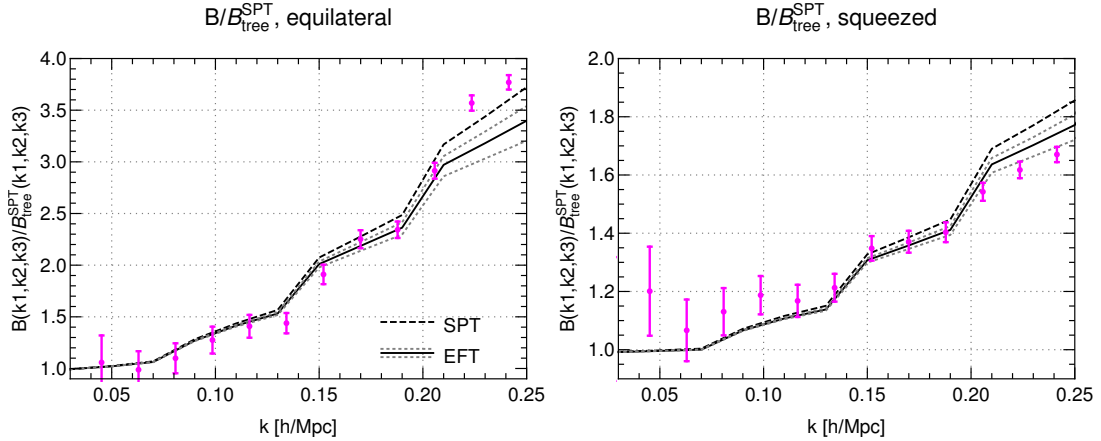 B/B^SPT_tree, equilateral
B(k1,k2,k3)/B^SPT_tree(k1,k2,k3)
4.0
3.5
3.0
2.5
2.0
1.5
1.0
SPT
EFT
0.05 0.10 0.15 0.20 0.25
k [h/Mpc]
B/B^SPT_tree, squeezed
B(k1,k2,k3)/B^SPT_tree(k1,k2,k3)
2.0
1.8
1.6
1.4
1.2
1.0
0.05 0.10 0.15 0.20 0.25
k [h/Mpc]